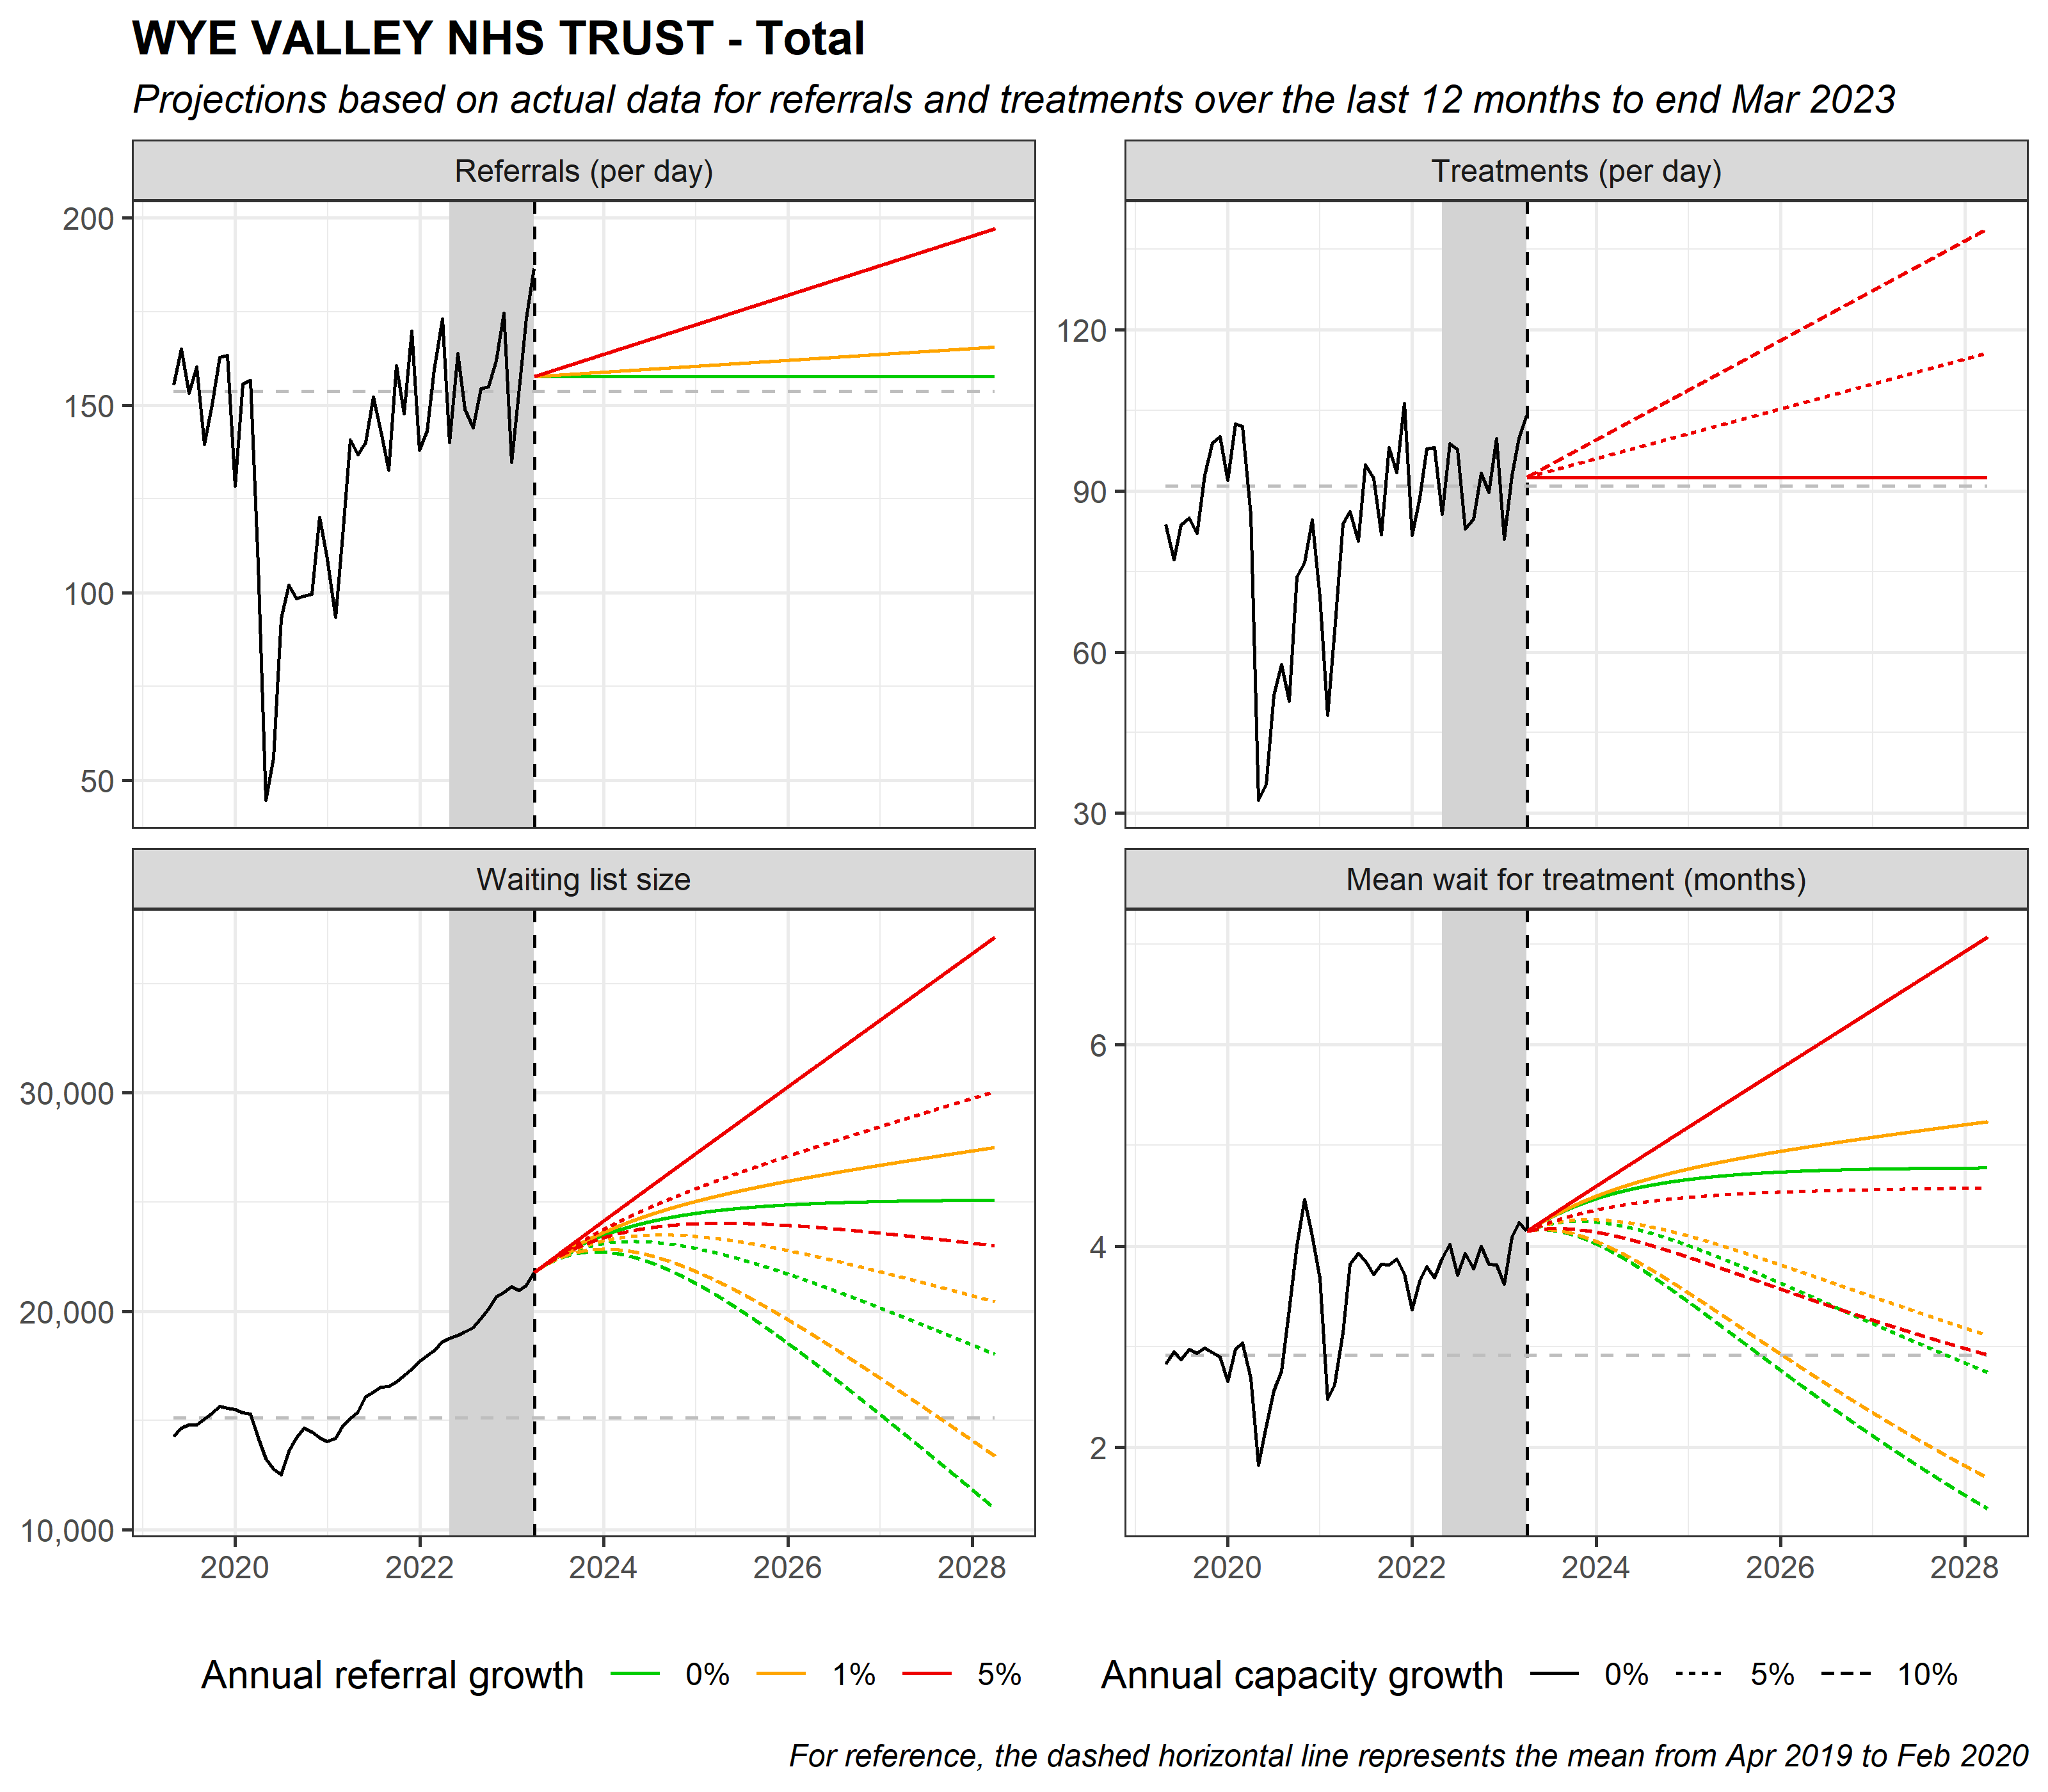 WYE VALLEY NHS TRUST - Total
Projections based on actual data for referrals and treatments over the last 12 months to end Mar 2023
Referrals (per day)
200
150
100
50
Treatments (per day)
120
90
60
30
Waiting list size
30,000
20,000
10,000
2020 2022 2024 2026 2028
Mean wait for treatment (months)
6
4
2
2020 2022 2024 2026 2028
Annual referral growth 0% 1% 5%
Annual capacity growth 0% 5% 10%
For reference, the dashed horizontal line represents the mean from Apr 2019 to Feb 2020